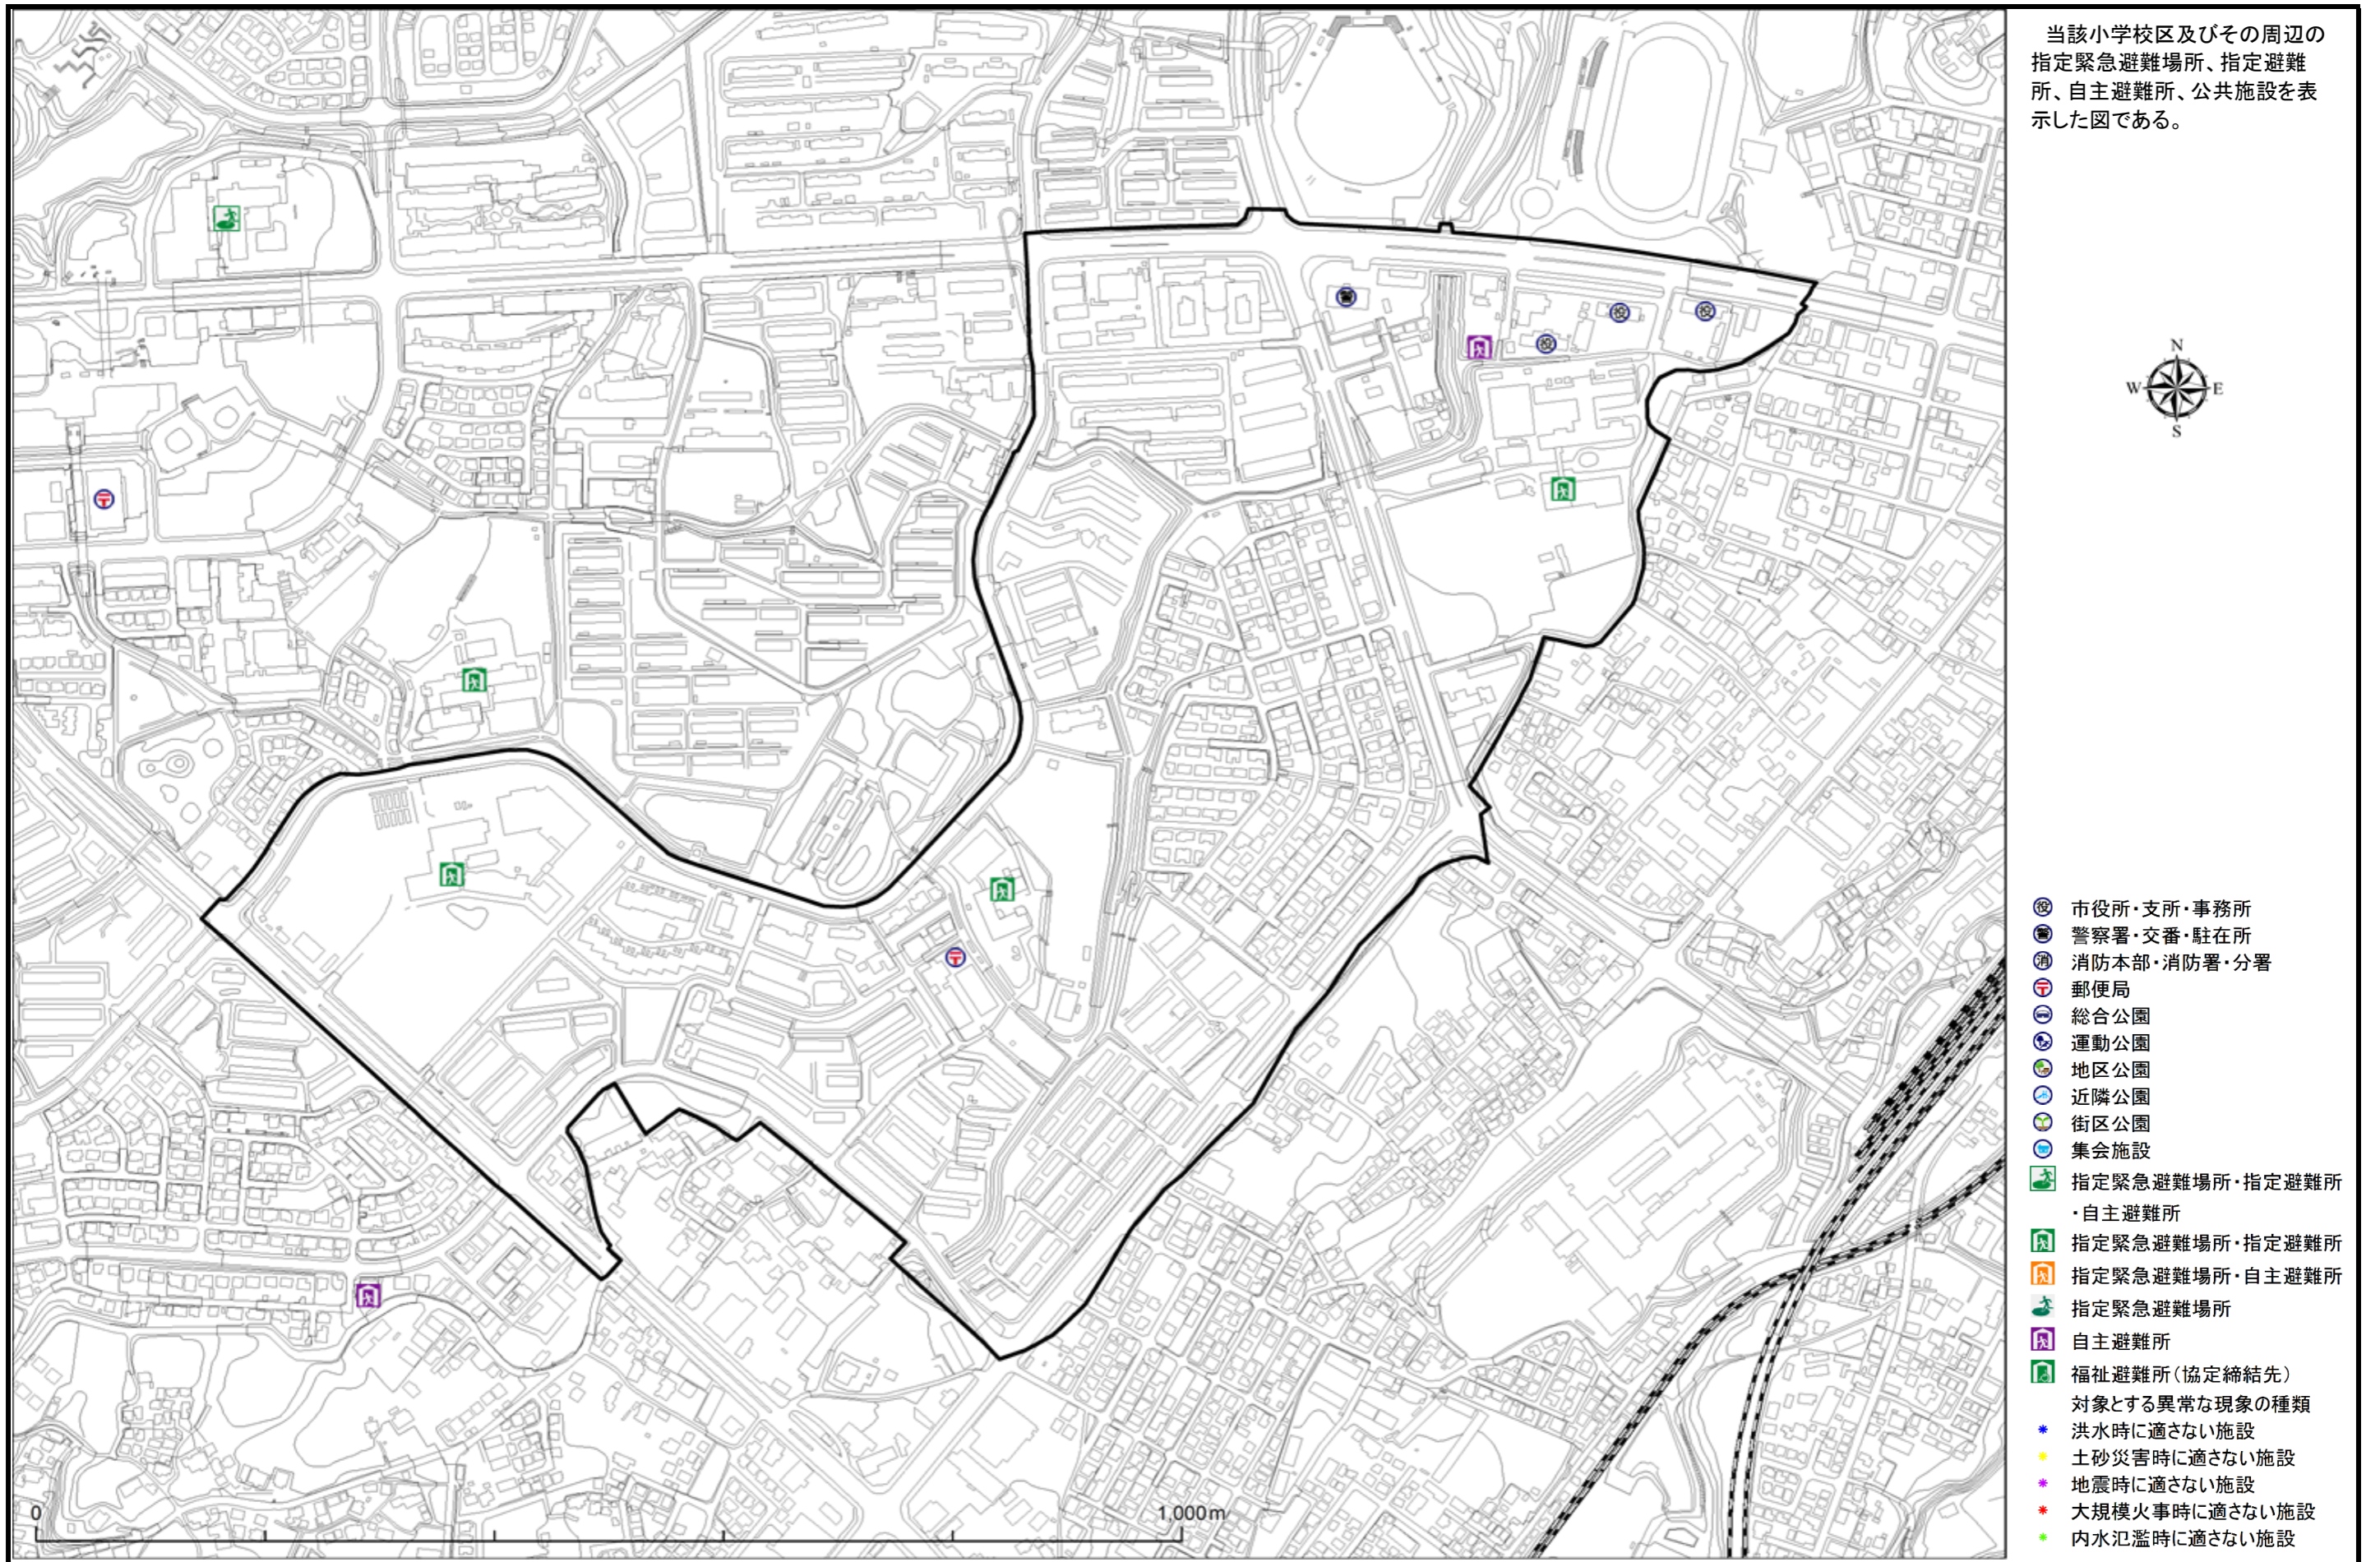 当該小学校区及びその周辺の
指定緊急避難場所、指定避難
所、自主避難所、公共施設を表
示した図である。
N
W E
S
市役所・支所・事務所
警察署・交番・駐在所
消防本部・消防署・分署
郵便局
総合公園
運動公園
地区公園
近隣公園
街区公園
集会施設
指定緊急避難場所・指定避難所
・自主避難所
指定緊急避難場所・指定避難所
指定緊急避難場所・自主避難所
指定緊急避難場所
自主避難所
福祉避難所（協定締結先）
対象とする異常な現象の種類
* 洪水時に適さない施設
* 土砂災害時に適さない施設
* 地震時に適さない施設
* 大規模火事時に適さない施設
* 内水氾濫時に適さない施設
0 1,000m